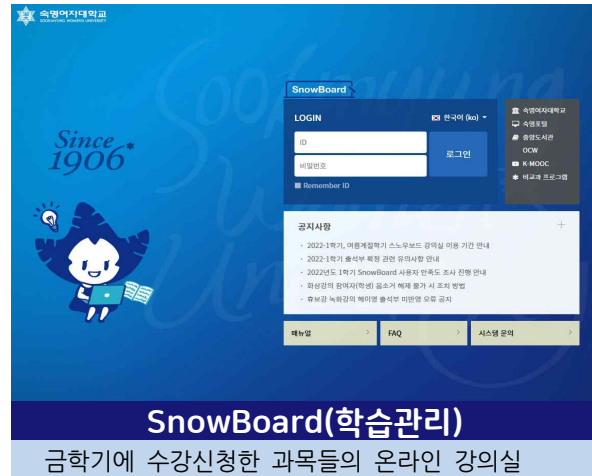 숙명여자대학교
SOOKMYUNG WOMEN'S UNIVERSITY
Since
1906
SnowBoard
LOGIN
한국어 (ko)
ID
비밀번호
로그인
Remember ID
숙명여자대학교
숙명포털
중앙도서관
OCW
K-MOOC
비교과 프로그램
공지사항
· 2022-1학기, 여름계절학기 스노우보드 강의실 이용 기간 안내
· 2022-1학기 출석부 확정 관련 유의사항 안내
· 2022년도 1학기 SnowBoard 사용자 만족도 조사 진행 안내
· 화상강의 참여자(학생) 음소거 해제 불가 시 조치 방법
· 휴보강 녹화강의 해이영 출석부 미반영 오류 공지
매뉴얼
FAQ
시스템 문의
SnowBoard(학습관리)
금학기에 수강신청한 과목들의 온라인 강의실